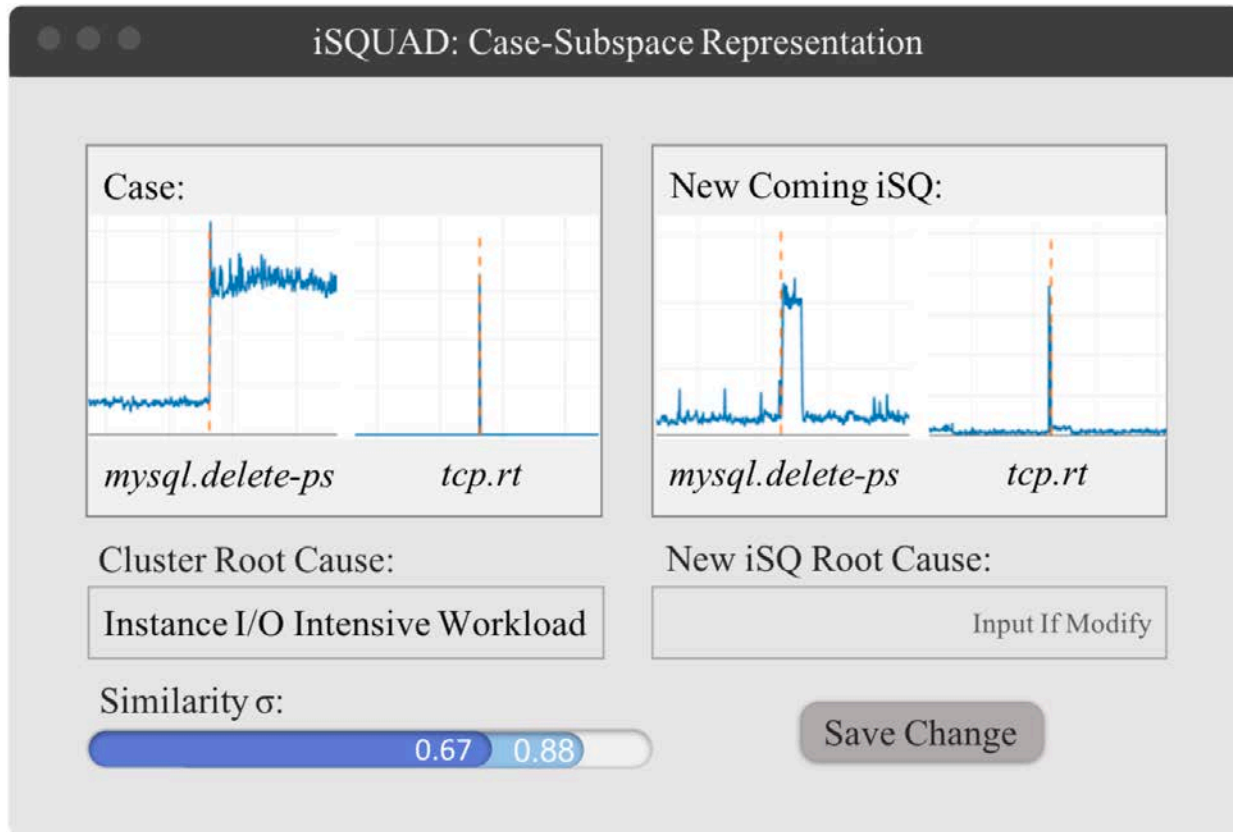 iSQUAD: Case-Subspace Representation
Case:
mysql.delete-ps
tcp.rt
New Coming iSQ:
mysql.delete-ps
tcp.rt
Cluster Root Cause:
Instance I/O Intensive Workload
New iSQ Root Cause:
Input If Modify
Similarity σ:
0.67 0.88
Save Change